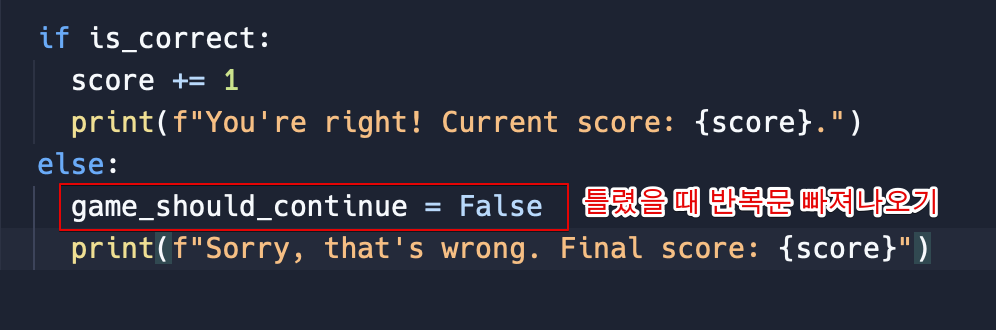 if is_correct:
score += 1
print(f"You're right! Current score: {score}.")
else:
game_should_continue = False 틀렸을 때 반복문 빠져나오기
print(f"Sorry, that's wrong. Final score: {score}")